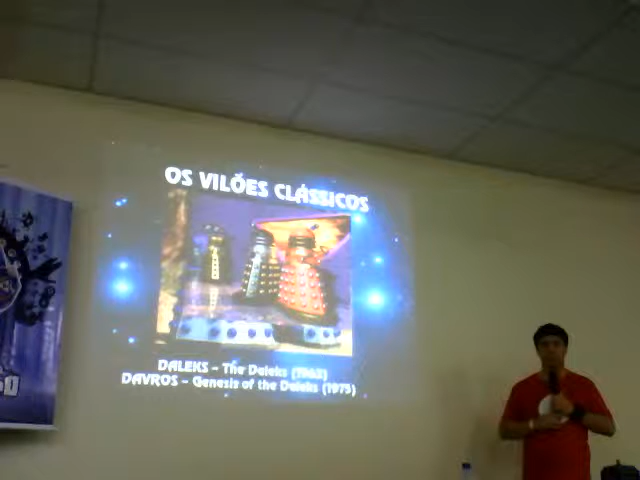 OS VILÕES CLÁSSICOS
DALEKS - The Daleks (1963)
DAVROS - Genesis of the Daleks (1975)